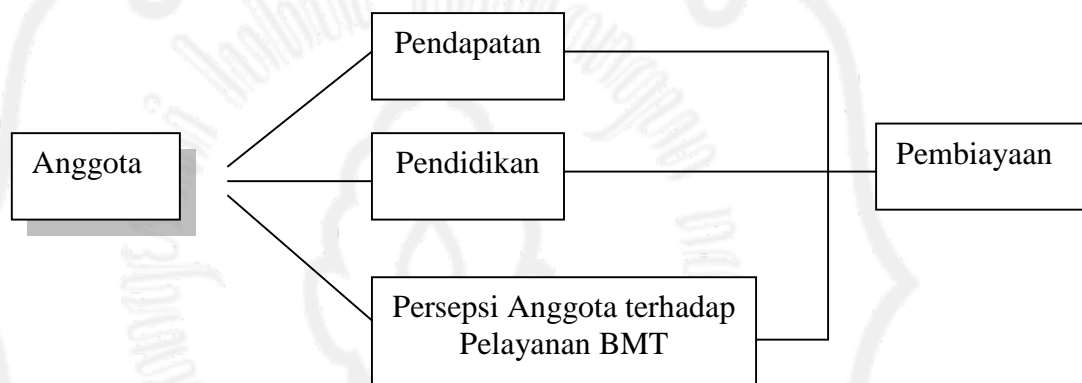 Pendapatan
Anggota
Pendidikan
Pembiayaan
Persepsi Anggota terhadap
Pelayanan BMT